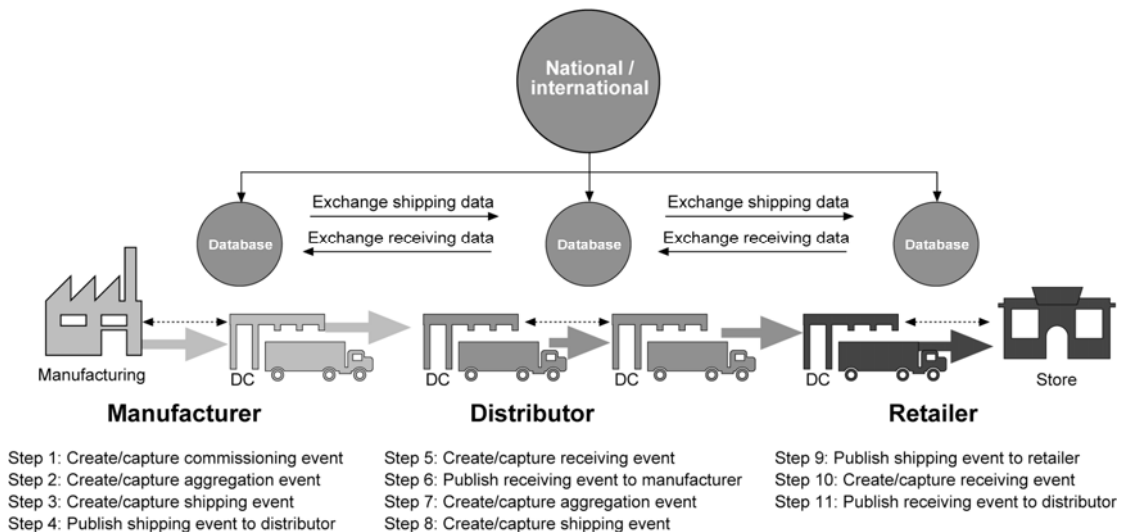 National /
international
Exchange shipping data
Exchange shipping data
Database
Exchange receiving data
Database
Exchange receiving data
Database
Manufacturing
DC
DC
DC
DC
Store
Manufacturer
Distributor
Retailer
Step 1: Create/capture commissioning event
Step 2: Create/capture aggregation event
Step 3: Create/capture shipping event
Step 4: Publish shipping event to distributor
Step 5: Create/capture receiving event
Step 6: Publish receiving event to manufacturer
Step 7: Create/capture aggregation event
Step 8: Create/capture shipping event
Step 9: Publish shipping event to retailer
Step 10: Create/capture receiving event
Step 11: Publish receiving event to distributor